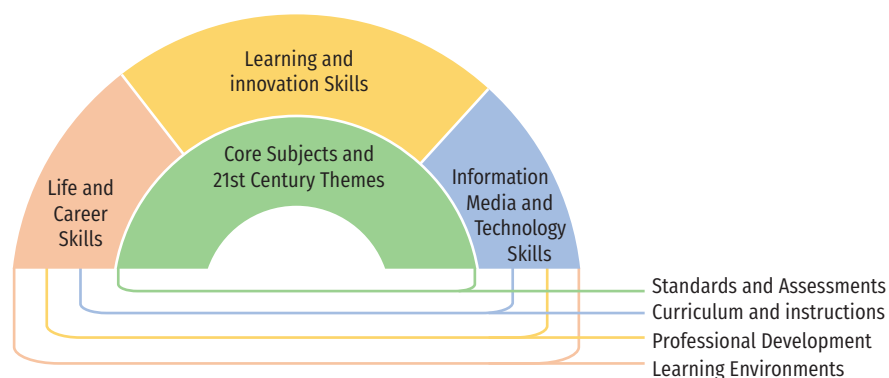 Learning and
innovation Skills
Core Subjects and
21st Century Themes
Life and
Career
Skills
Information
Media and
Technology
Skills
Standards and Assessments
Curriculum and instructions
Professional Development
Learning Environments